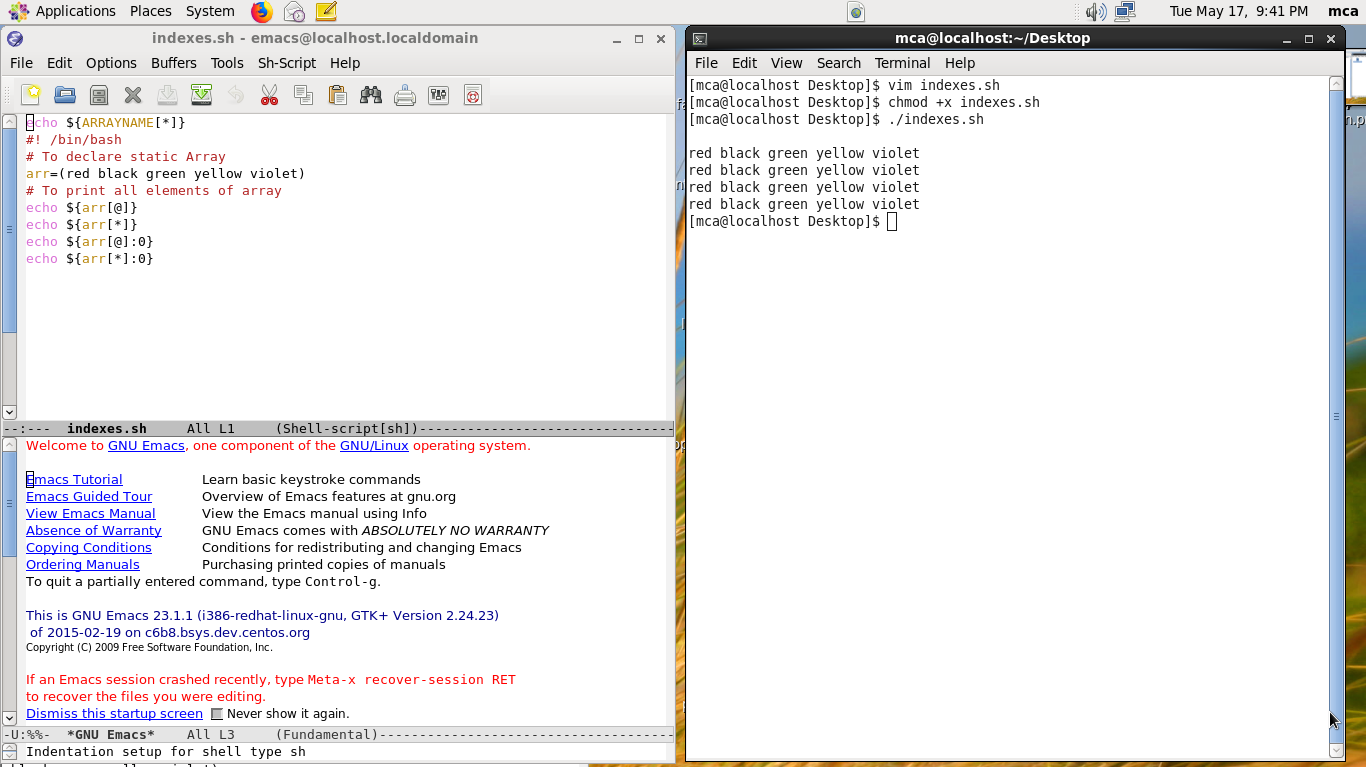 Applications Places System
Tue May 17, 9:41 PM mca
indexes.sh - emacs@localhost.localdomain
File Edit Options Buffers Tools Sh-Script Help
echo ${ARRAYNAME[*]}
#! /bin/bash
# To declare static Array
arr=(red black green yellow violet)
# To print all elements of array
echo ${arr[@]}
echo ${arr[*]}
echo ${arr[@]:0}
echo ${arr[*]:0}
--:--- indexes.sh All L1 (Shell-script[sh])--------------------------------
Welcome to GNU Emacs, one component of the GNU/Linux operating system.
Emacs Tutorial Learn basic keystroke commands
Emacs Guided Tour Overview of Emacs features at gnu.org
View Emacs Manual View the Emacs manual using Info
Absence of Warranty GNU Emacs comes with ABSOLUTELY NO WARRANTY
Copying Conditions Conditions for redistributing and changing Emacs
Ordering Manuals Purchasing printed copies of manuals
To quit a partially entered command, type Control-g.
This is GNU Emacs 23.1.1 (i386-redhat-linux-gnu, GTK+ Version 2.24.23)
of 2015-02-19 on c6b8.bsys.dev.centos.org
Copyright (C) 2009 Free Software Foundation, Inc.
If an Emacs session crashed recently, type Meta-x recover-session RET
to recover the files you were editing.
Dismiss this startup screen Never show it again.
-U:%%- *GNU Emacs* All L3 (Fundamental)-------------------------------------
Indentation setup for shell type sh
mca@localhost:~/Desktop
File Edit View Search Terminal Help
[mca@localhost Desktop]$ vim indexes.sh
[mca@localhost Desktop]$ chmod +x indexes.sh
[mca@localhost Desktop]$ ./indexes.sh
red black green yellow violet
red black green yellow violet
red black green yellow violet
red black green yellow violet
[mca@localhost Desktop]$